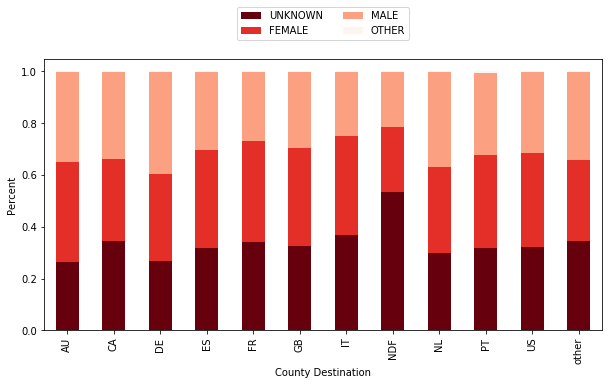 UNKNOWN MALE
FEMALE OTHER
1.0
0.8
0.6
0.4
0.2
0.0
Percent
AU CA DE ES FR GB IT NDF NL PT US other
County Destination